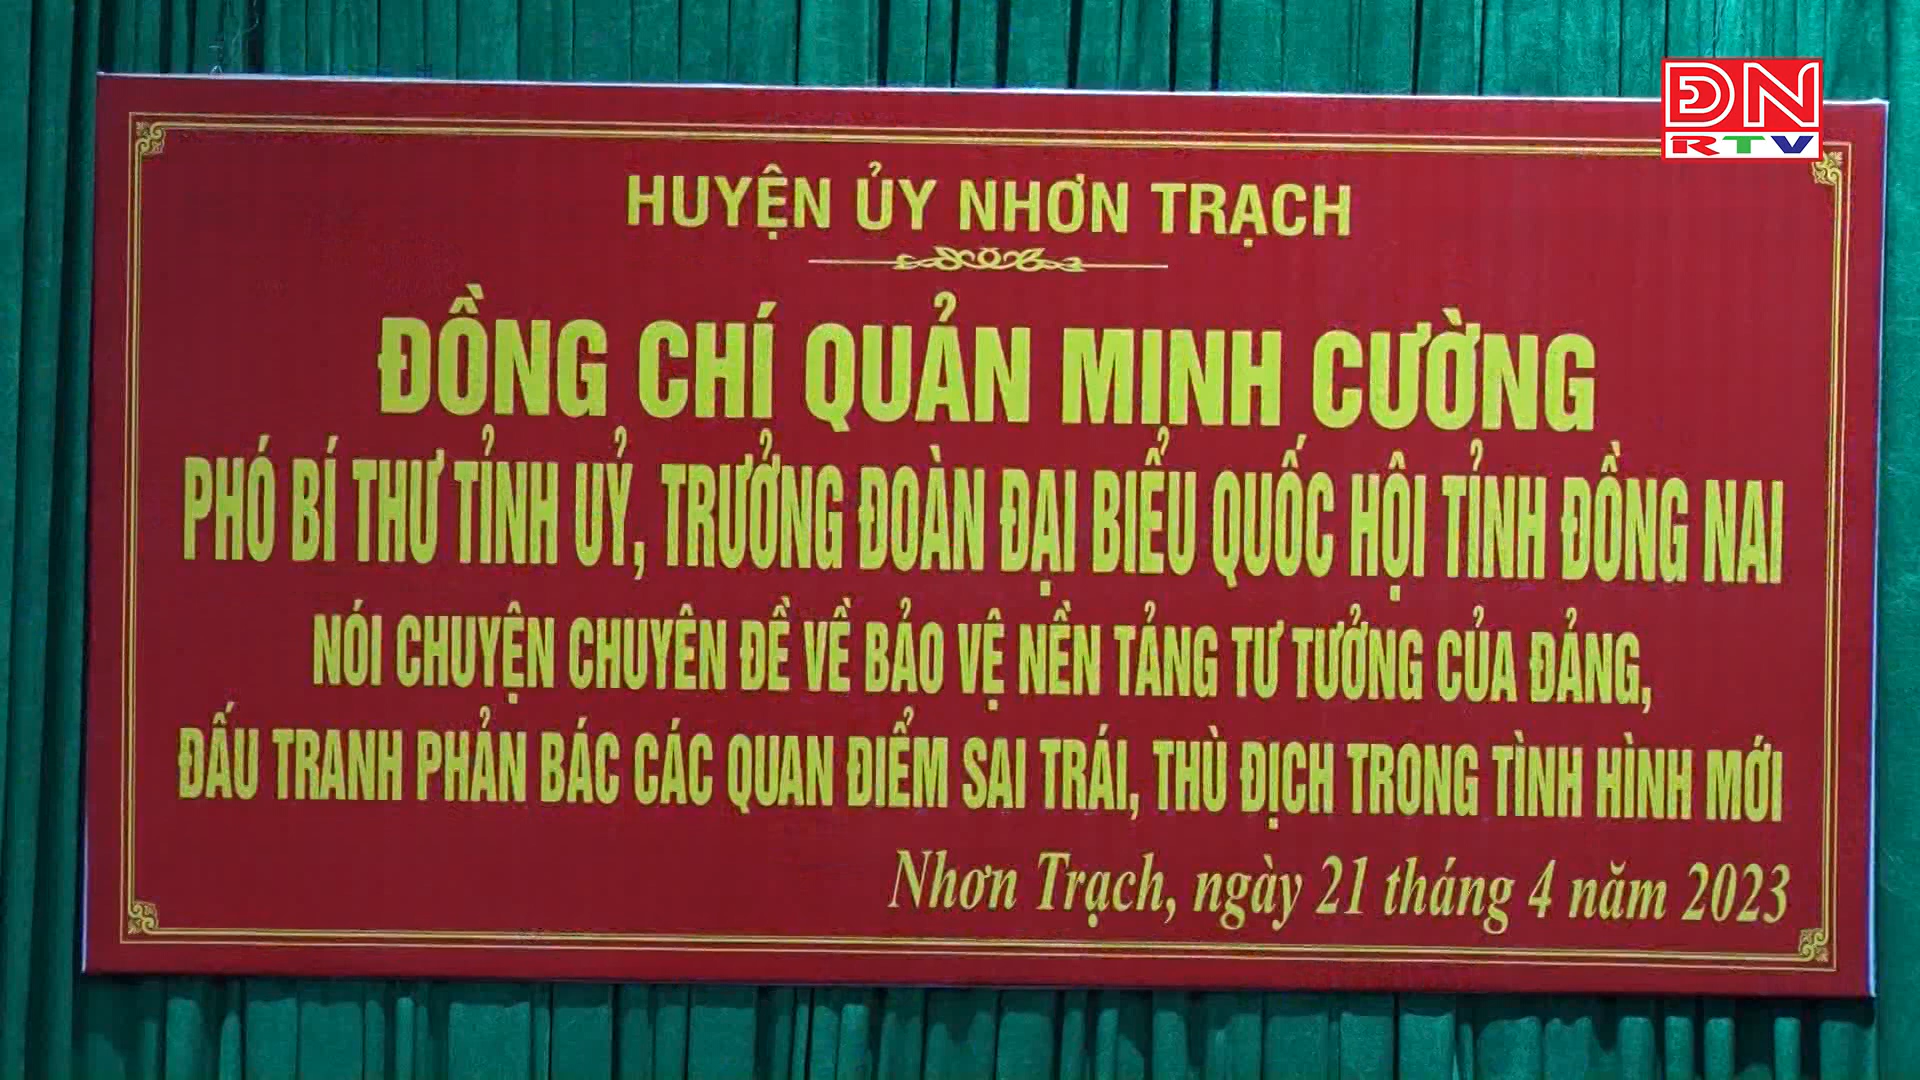 ĐN
RTV
HUYỆN ỦY NHƠN TRẠCH
ĐỒNG CHÍ QUẢN MINH CƯỜNG
PHÓ BÍ THƯ TỈNH UỶ, TRƯỞNG ĐOÀN ĐẠI BIỂU QUỐC HỘI TỈNH ĐỒNG NAI
NÓI CHUYỆN CHUYÊN ĐỀ VỀ BẢO VỆ NỀN TẢNG TƯ TƯỞNG CỦA ĐẢNG,
ĐẤU TRANH PHẢN BÁC CÁC QUAN ĐIỂM SAI TRÁI, THÙ ĐỊCH TRONG TÌNH HÌNH MỚI
Nhơn Trạch, ngày 21 tháng 4 năm 2023